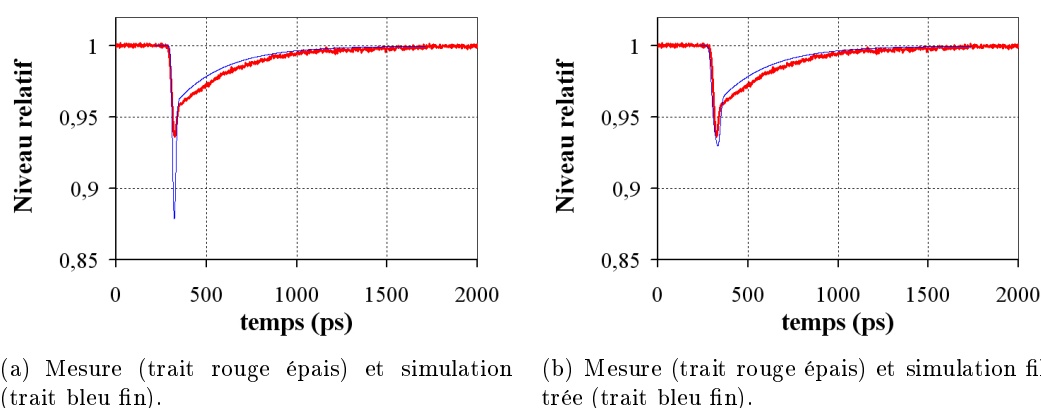 1
0,95
0,9
0,85
Niveau relatif
0 500 1000 1500 2000
temps (ps)
1
0,95
0,9
0,85
Niveau relatif
0 500 1000 1500 2000
temps (ps)
(a) Mesure (trait rouge épais) et simulation
(trait bleu fin).
(b) Mesure (trait rouge épais) et simulation fil
trée (trait bleu fin).